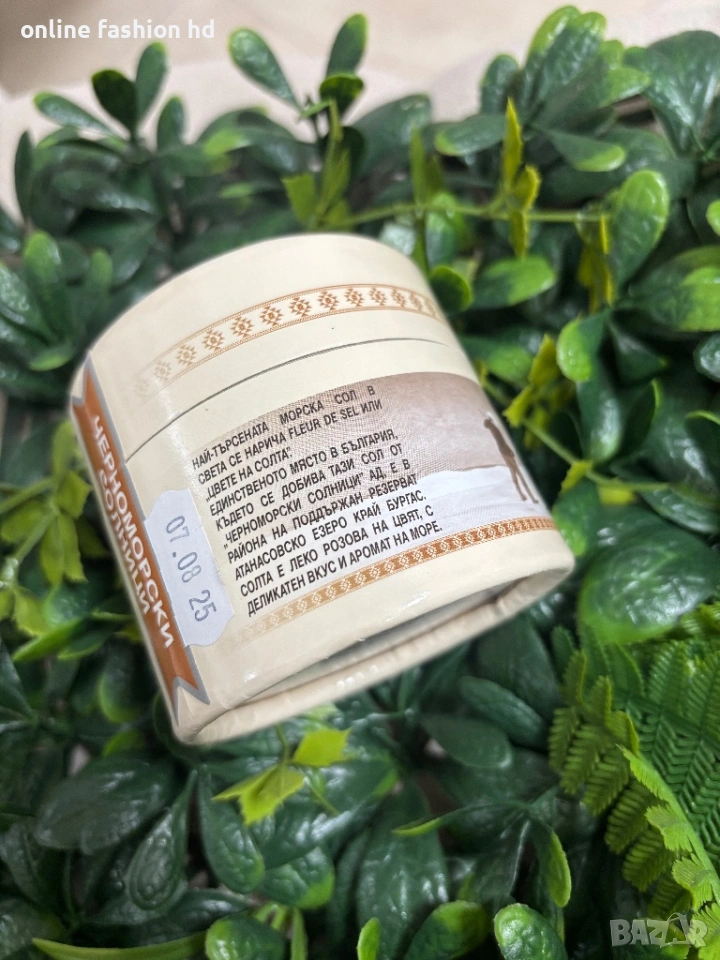 online fashion hd
НАЙ-ТЪРСЕНАТА МОРСКА СОЛ В
СВЕТА СЕ НАРИЧА FLEUR DE SEL ИЛИ
„ЦВЕТЕ НА СОЛТА“.
ЕДИНСТВЕНОТО МЯСТО В БЪЛГАРИЯ,
КЪДЕТО СЕ ДОБИВА ТАЗИ СОЛ ОТ
„ЧЕРНОМОРСКИ СОЛНИЦИ“ АД, Е В
РАЙОНА НА ПОДДЪРЖАН РЕЗЕРВАТ
АТАНАСОВСКО ЕЗЕРО КРАЙ БУРГАС.
СОЛТА Е ЛЕКО РОЗОВА НА ЦВЯТ, С
ДЕЛИКАТЕН ВКУС И АРОМАТ НА МОРЕ.
ЧЕРНОМОРСКИ
СОЛНИЦИ
07.08 25
BAZAR